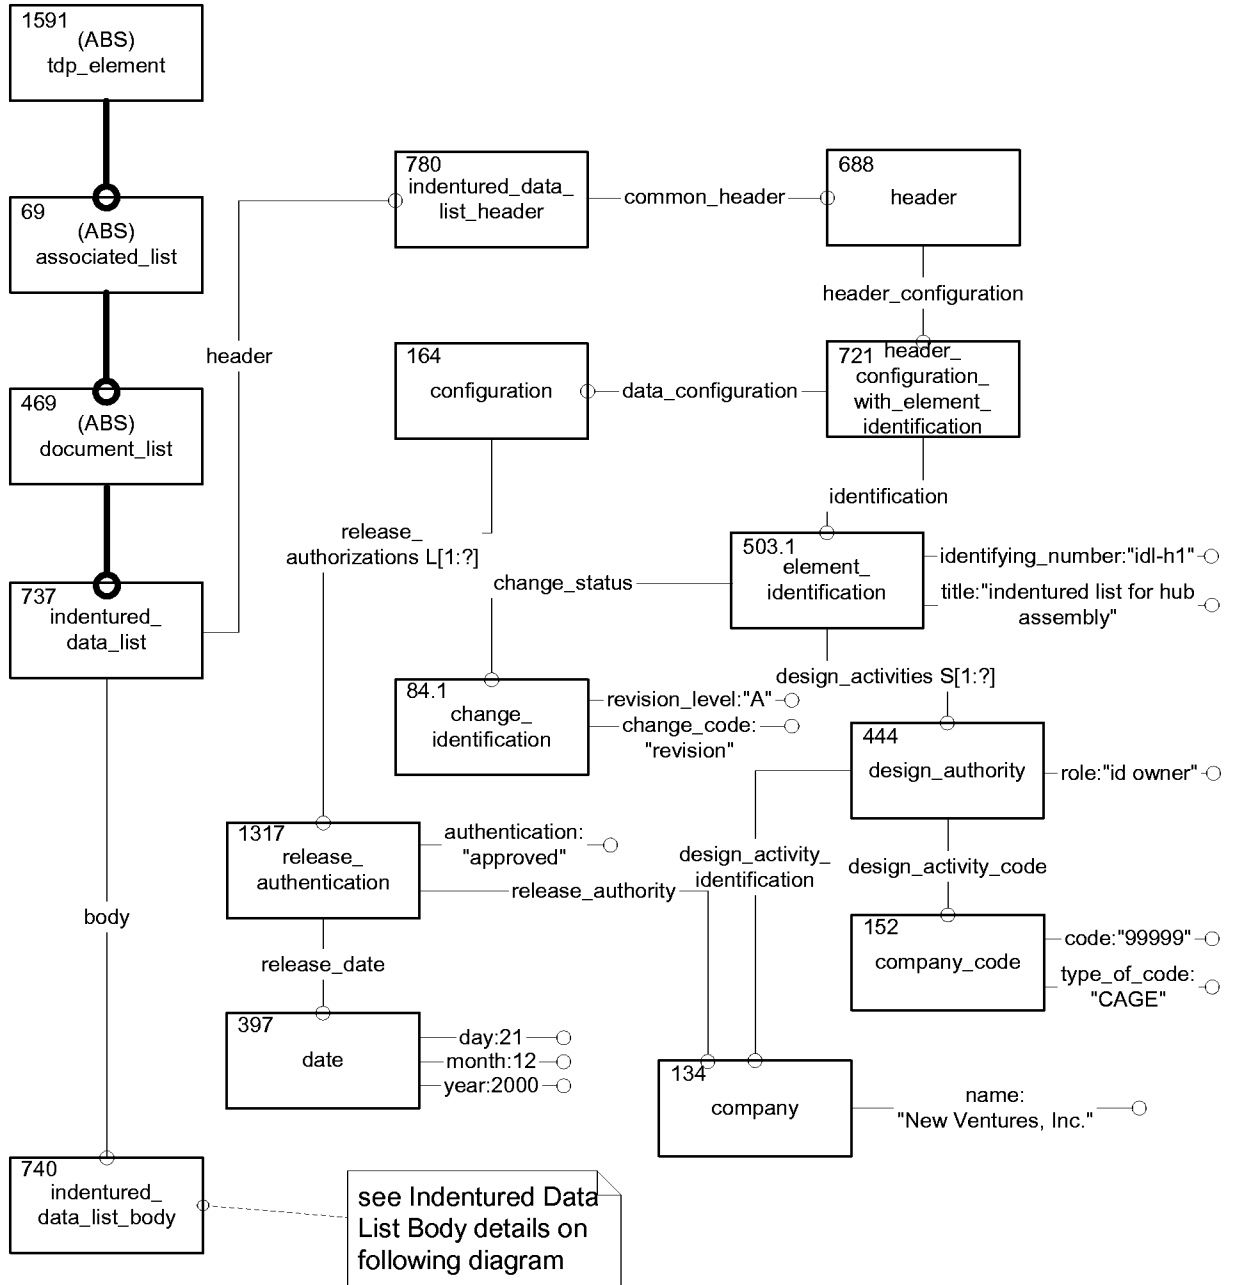 1591
(ABS)
tdp_element
69
(ABS)
associated_list
469
(ABS)
document_list
737
indentured_
data_list
header
780
indentured_data_
list_header
common_header
688
header
header_configuration
721
header_
configuration_
with_element_
identification
data_configuration
164
configuration
identification
release_
authorizations L[1:?]
503.1
element_
identification
identifying_number:"idl-h1"
title:"indentured list for hub
assembly"
change_status
design_activities S[1:?]
84.1
change_
identification
revision_level:"A"
change_code:
"revision"
444
design_authority
role:"id owner"
1317
release_
authentication
authentication:
"approved"
release_authority
design_activity_
identification
design_activity_code
152
company_code
code:"99999"
type_of_code:
"CAGE"
body
release_date
397
date
day:21
month:12
year:2000
134
company
name:
"New Ventures, Inc."
740
indentured_
data_list_body
see Indentured Data
List Body details on
following diagram